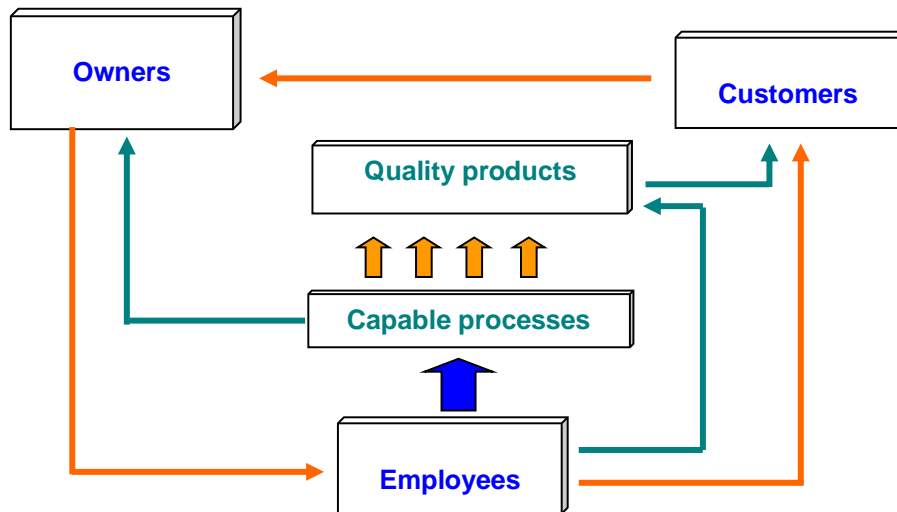 Owners
Customers
Quality products
Capable processes
Employees